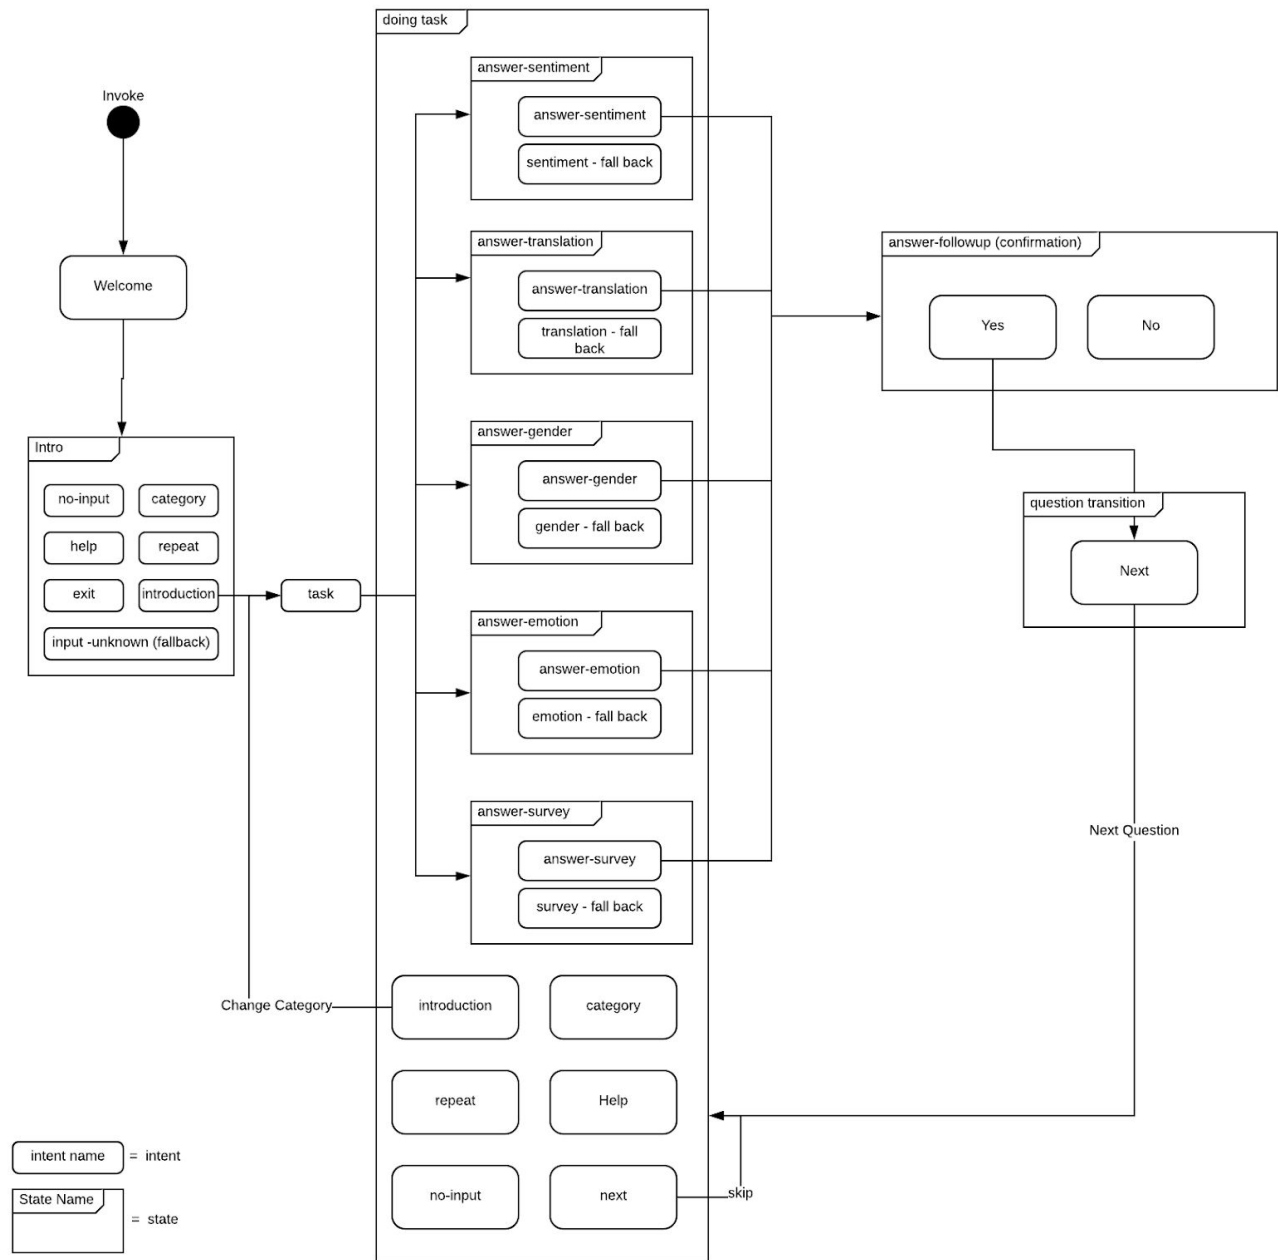 doing task
answer-sentiment
answer-sentiment
sentiment - fall back
Invoke
Welcome
answer-translation
answer-translation
translation - fall
back
answer-followup (confirmation)
Yes
No
Intro
no-input
category
help
repeat
exit
introduction
input -unknown (fallback)
task
answer-gender
answer-gender
gender - fall back
question transition
Next
answer-emotion
answer-emotion
emotion - fall back
answer-survey
answer-survey
survey - fall back
Next Question
Change Category
introduction
category
repeat
Help
no-input
next
skip
intent name
= intent
State Name
= state